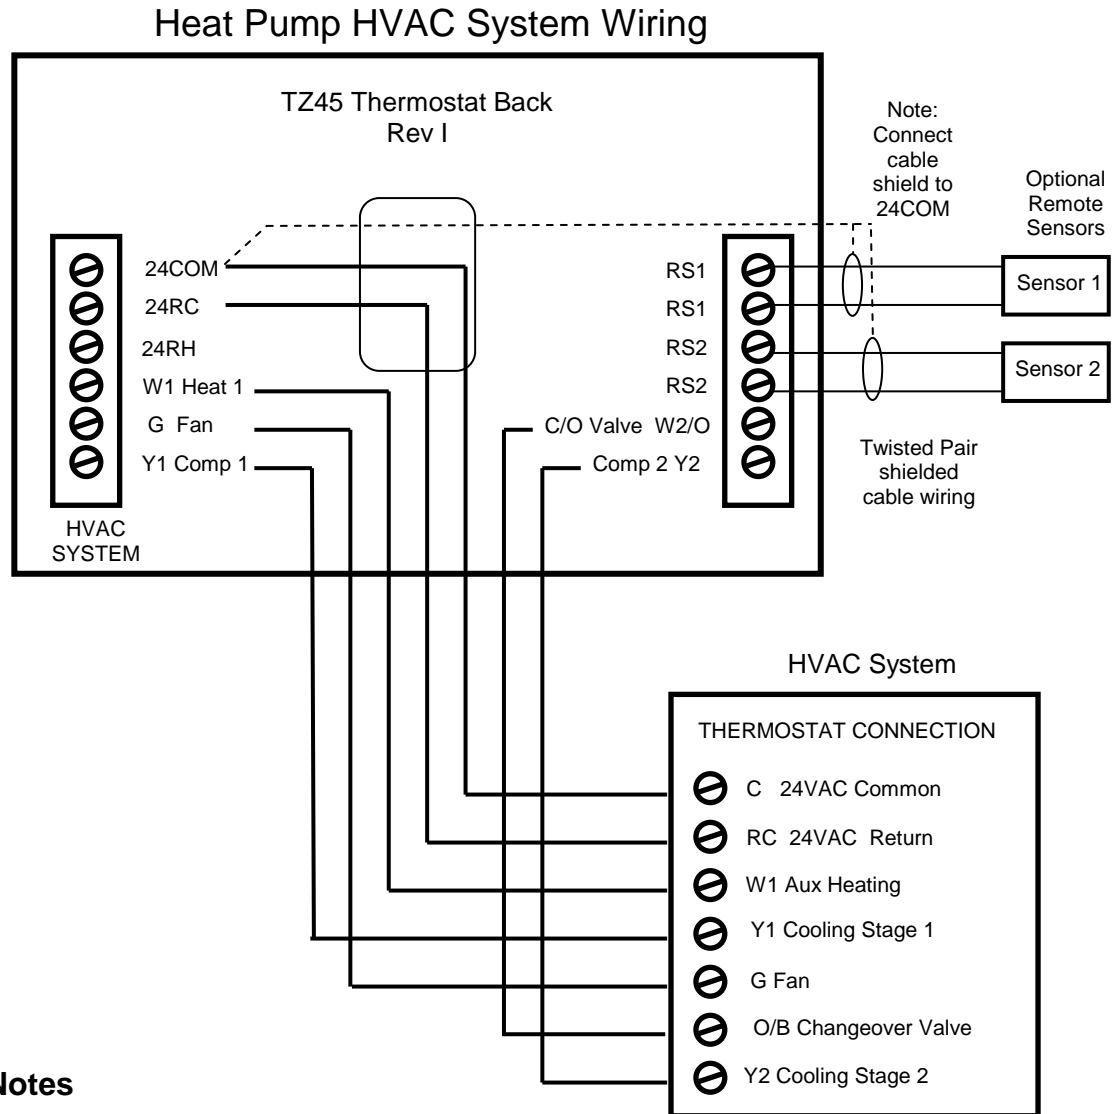 Heat Pump HVAC System Wiring
TZ45 Thermostat Back
Rev I
Note:
Connect
cable
shield to
24COM
Optional
Remote
Sensors
24COM
24RC
24RH
W1 Heat 1
G Fan
Y1 Comp 1
HVAC
SYSTEM
RS1
RS1
RS2
RS2
C/O Valve W2/O
Comp 2 Y2
Sensor 1
Sensor 2
Twisted Pair
shielded
cable wiring
HVAC System
THERMOSTAT CONNECTION
C 24VAC Common
RC 24VAC Return
W1 Aux Heating
Y1 Cooling Stage 1
G Fan
O/B Changeover Valve
Y2 Cooling Stage 2
Notes